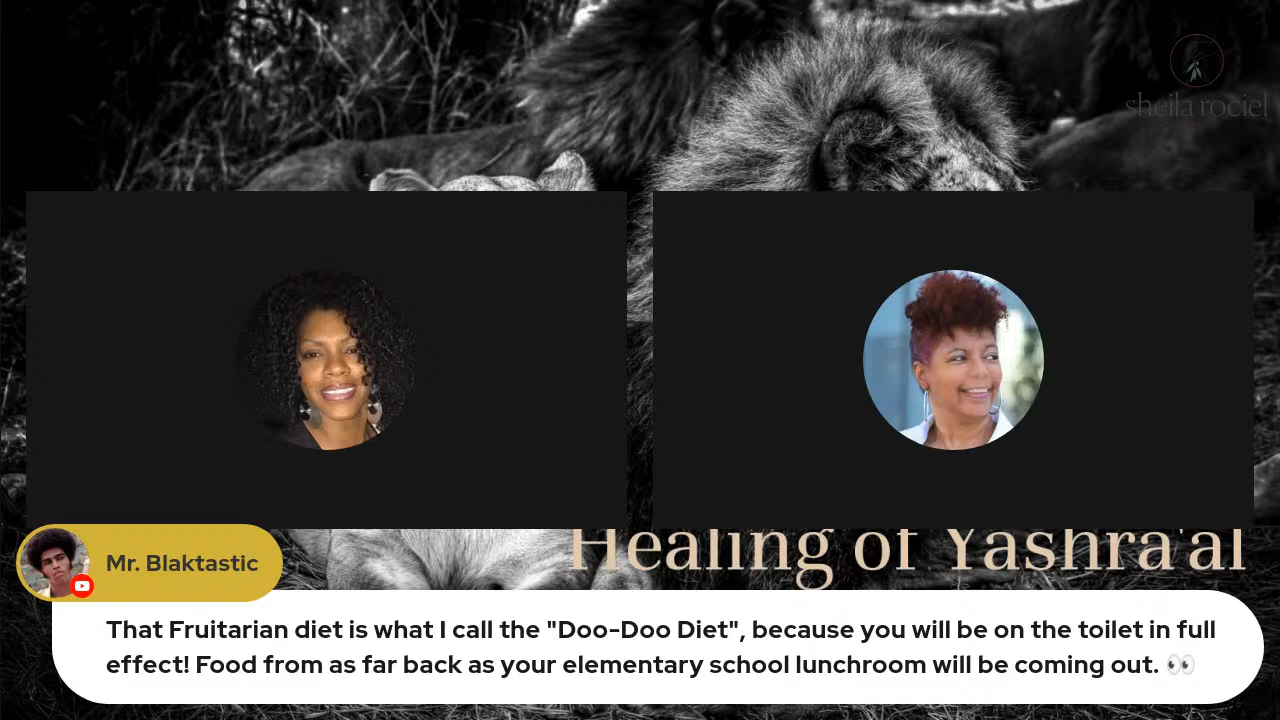 sheila rociel
Healing of Yashra'al
Mr. Blaktastic
That Fruitarian diet is what I call the "Doo-Doo Diet", because you will be on the toilet in full
effect! Food from as far back as your elementary school lunchroom will be coming out. 👀